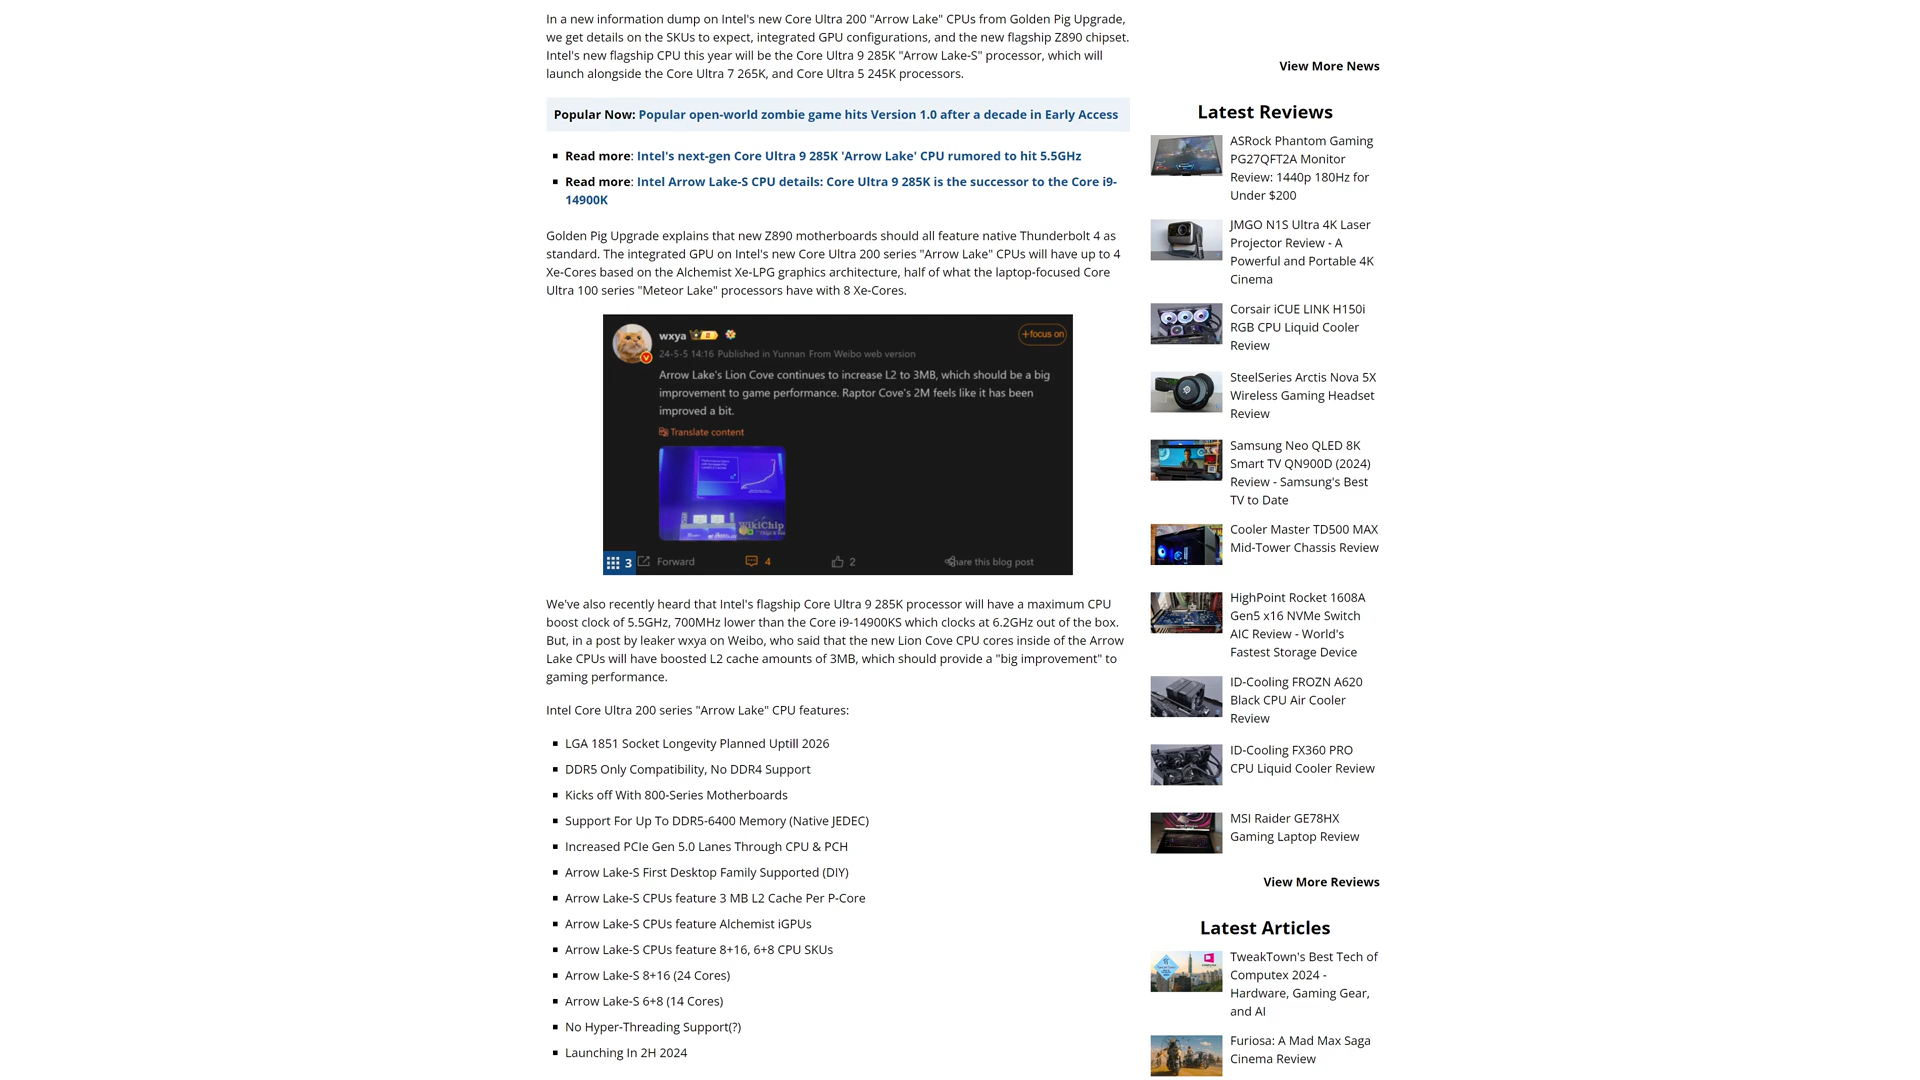 In a new information dump on Intel's new Core Ultra 200 "Arrow Lake" CPUs from Golden Pig Upgrade,
we get details on the SKUs to expect, integrated GPU configurations, and the new flagship Z890 chipset.
Intel's new flagship CPU this year will be the Core Ultra 9 285K "Arrow Lake-S" processor, which will
launch alongside the Core Ultra 7 265K, and Core Ultra 5 245K processors.
Popular Now: Popular open-world zombie game hits Version 1.0 after a decade in Early Access
Read more: Intel's next-gen Core Ultra 9 285K 'Arrow Lake' CPU rumored to hit 5.5GHz
Read more: Intel Arrow Lake-S CPU details: Core Ultra 9 285K is the successor to the Core i9-
14900K
Golden Pig Upgrade explains that new Z890 motherboards should all feature native Thunderbolt 4 as
standard. The integrated GPU on Intel's new Core Ultra 200 series "Arrow Lake" CPUs will have up to 4
Xe-Cores based on the Alchemist Xe-LPG graphics architecture, half of what the laptop-focused Core
Ultra 100 series "Meteor Lake" processors have with 8 Xe-Cores.
wxya
+focus on
24-5-5 14:16 Published in Yunnan From Weibo web version
Arrow Lake's Lion Cove continues to increase L2 to 3MB, which should be a big
improvement to game performance. Raptor Cove's 2M feels like it has been
improved a bit.
Translate content
WikiChip
3
Forward
4
2
Share this blog post
We've also recently heard that Intel's flagship Core Ultra 9 285K processor will have a maximum CPU
boost clock of 5.5GHz, 700MHz lower than the Core i9-14900KS which clocks at 6.2GHz out of the box.
But, in a post by leaker wxya on Weibo, who said that the new Lion Cove CPU cores inside of the Arrow
Lake CPUs will have boosted L2 cache amounts of 3MB, which should provide a "big improvement" to
gaming performance.
Intel Core Ultra 200 series "Arrow Lake" CPU features:
LGA 1851 Socket Longevity Planned Uptill 2026
DDR5 Only Compatibility, No DDR4 Support
Kicks off With 800-Series Motherboards
Support For Up To DDR5-6400 Memory (Native JEDEC)
Increased PCIe Gen 5.0 Lanes Through CPU & PCH
Arrow Lake-S First Desktop Family Supported (DIY)
Arrow Lake-S CPUs feature 3 MB L2 Cache Per P-Core
Arrow Lake-S CPUs feature Alchemist iGPUs
Arrow Lake-S CPUs feature 8+16, 6+8 CPU SKUs
Arrow Lake-S 8+16 (24 Cores)
Arrow Lake-S 6+8 (14 Cores)
No Hyper-Threading Support(?)
Launching In 2H 2024
View More News
Latest Reviews
ASRock Phantom Gaming
PG27QFT2A Monitor
Review: 1440p 180Hz for
Under $200
JMGO N1S Ultra 4K Laser
Projector Review - A
Powerful and Portable 4K
Cinema
Corsair iCUE LINK H150i
RGB CPU Liquid Cooler
Review
SteelSeries Arctis Nova 5X
Wireless Gaming Headset
Review
Samsung Neo QLED 8K
Smart TV QN900D (2024)
Review - Samsung's Best
TV to Date
Cooler Master TD500 MAX
Mid-Tower Chassis Review
HighPoint Rocket 1608A
Gen5 x16 NVMe Switch
AIC Review - World's
Fastest Storage Device
ID-Cooling FROZN A620
Black CPU Air Cooler
Review
ID-Cooling FX360 PRO
CPU Liquid Cooler Review
MSI Raider GE78HX
Gaming Laptop Review
View More Reviews
Latest Articles
TweakTown's Best Tech of
Computex 2024 -
Hardware, Gaming Gear,
and AI
Furiosa: A Mad Max Saga
Cinema Review